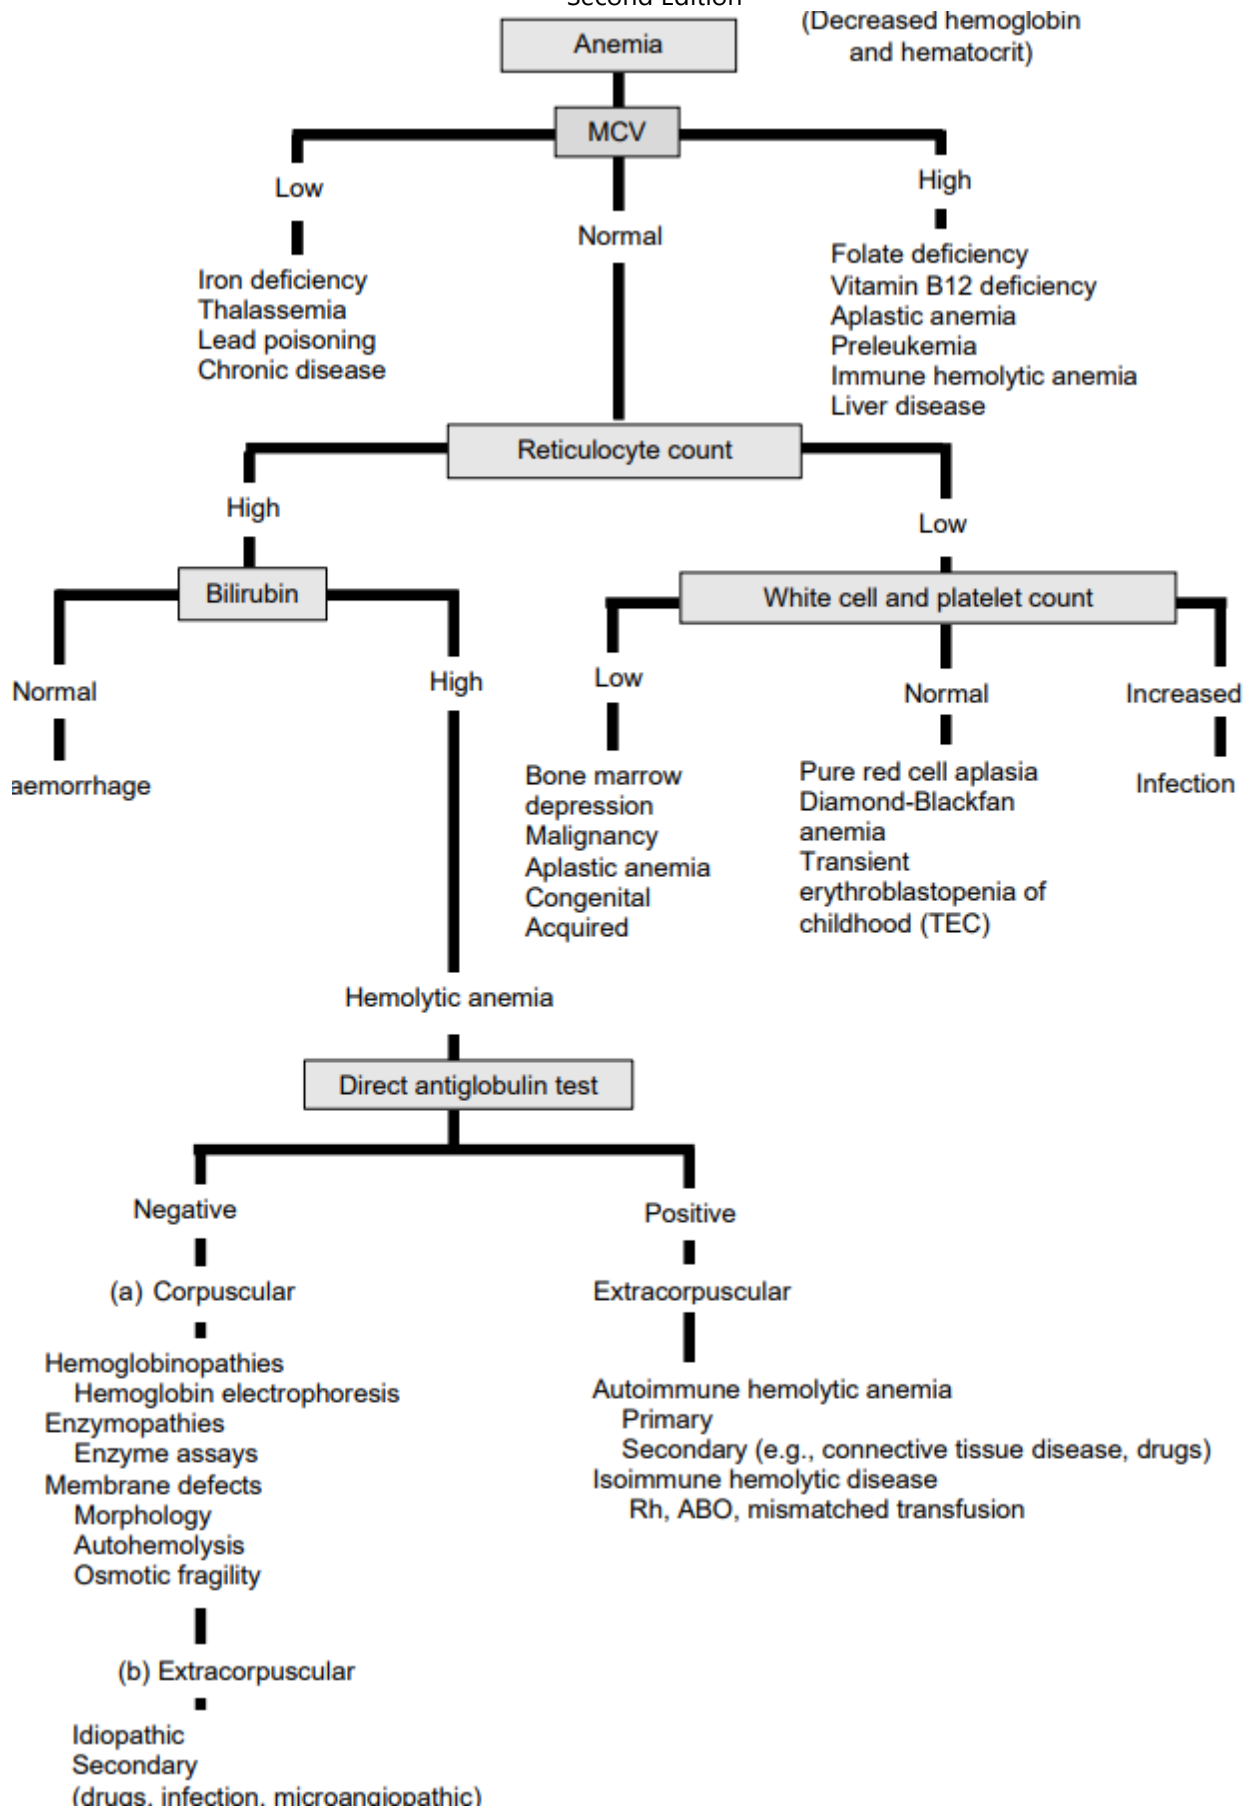 Second Edition
(Decreased hemoglobin
and hematocrit)
Anemia
MCV
Low
Normal
High
Iron deficiency
Thalassemia
Lead poisoning
Chronic disease
Folate deficiency
Vitamin B12 deficiency
Aplastic anemia
Preleukemia
Immune hemolytic anemia
Liver disease
Reticulocyte count
High
Low
Bilirubin
White cell and platelet count
Normal
High
Low
Normal
Increased
aemorrhage
Bone marrow
depression
Malignancy
Aplastic anemia
Congenital
Acquired
Pure red cell aplasia
Diamond-Blackfan
anemia
Transient
erythroblastopenia of
childhood (TEC)
Infection
Hemolytic anemia
Direct antiglobulin test
Negative
Positive
(a) Corpuscular
Extracorpuscular
Hemoglobinopathies
Hemoglobin electrophoresis
Enzymopathies
Enzyme assays
Membrane defects
Morphology
Autohemolysis
Osmotic fragility
Autoimmune hemolytic anemia
Primary
Secondary (e.g., connective tissue disease, drugs)
Isoimmune hemolytic disease
Rh, ABO, mismatched transfusion
(b) Extracorpuscular
Idiopathic
Secondary
(drugs, infection, microangiopathic)